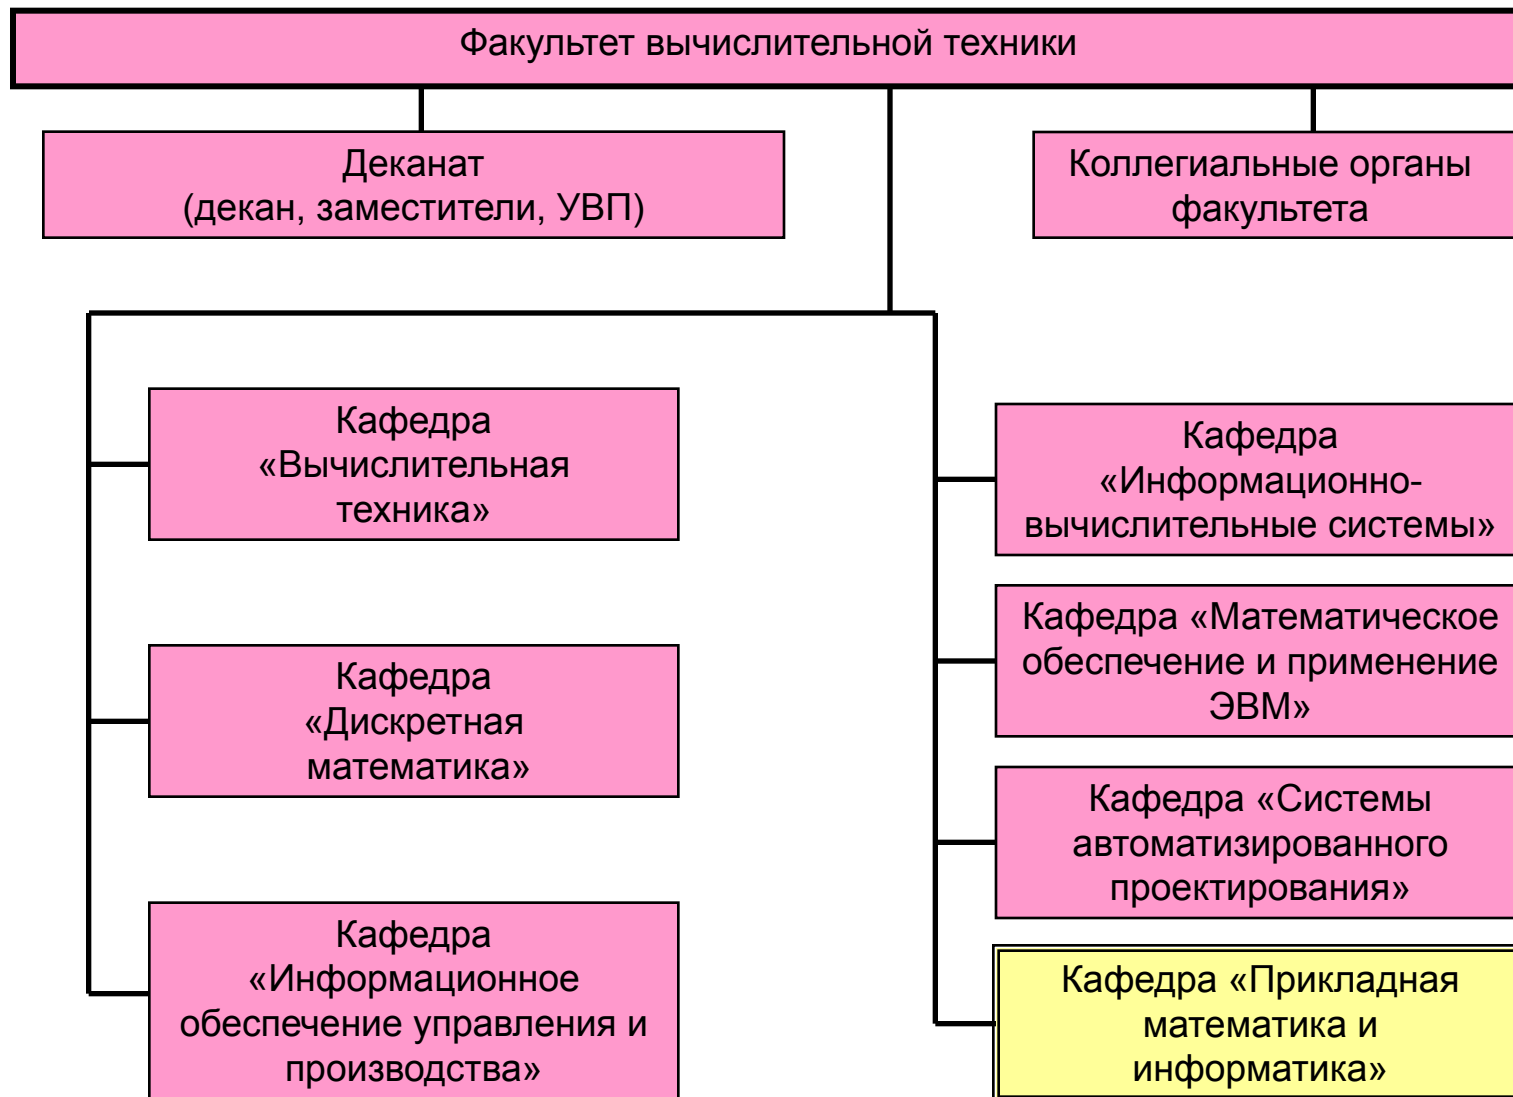 Факультет вычислительной техники
Деканат
(декан, заместители, УВП)
Коллегиальные органы
факультета
Кафедра
«Вычислительная
техника»
Кафедра
«Дискретная
математика»
Кафедра
«Информационное
обеспечение управления и
производства»
Кафедра
«Информационно-
вычислительные системы»
Кафедра «Математическое
обеспечение и применение
ЭВМ»
Кафедра «Системы
автоматизированного
проектирования»
Кафедра «Прикладная
математика и
информатика»